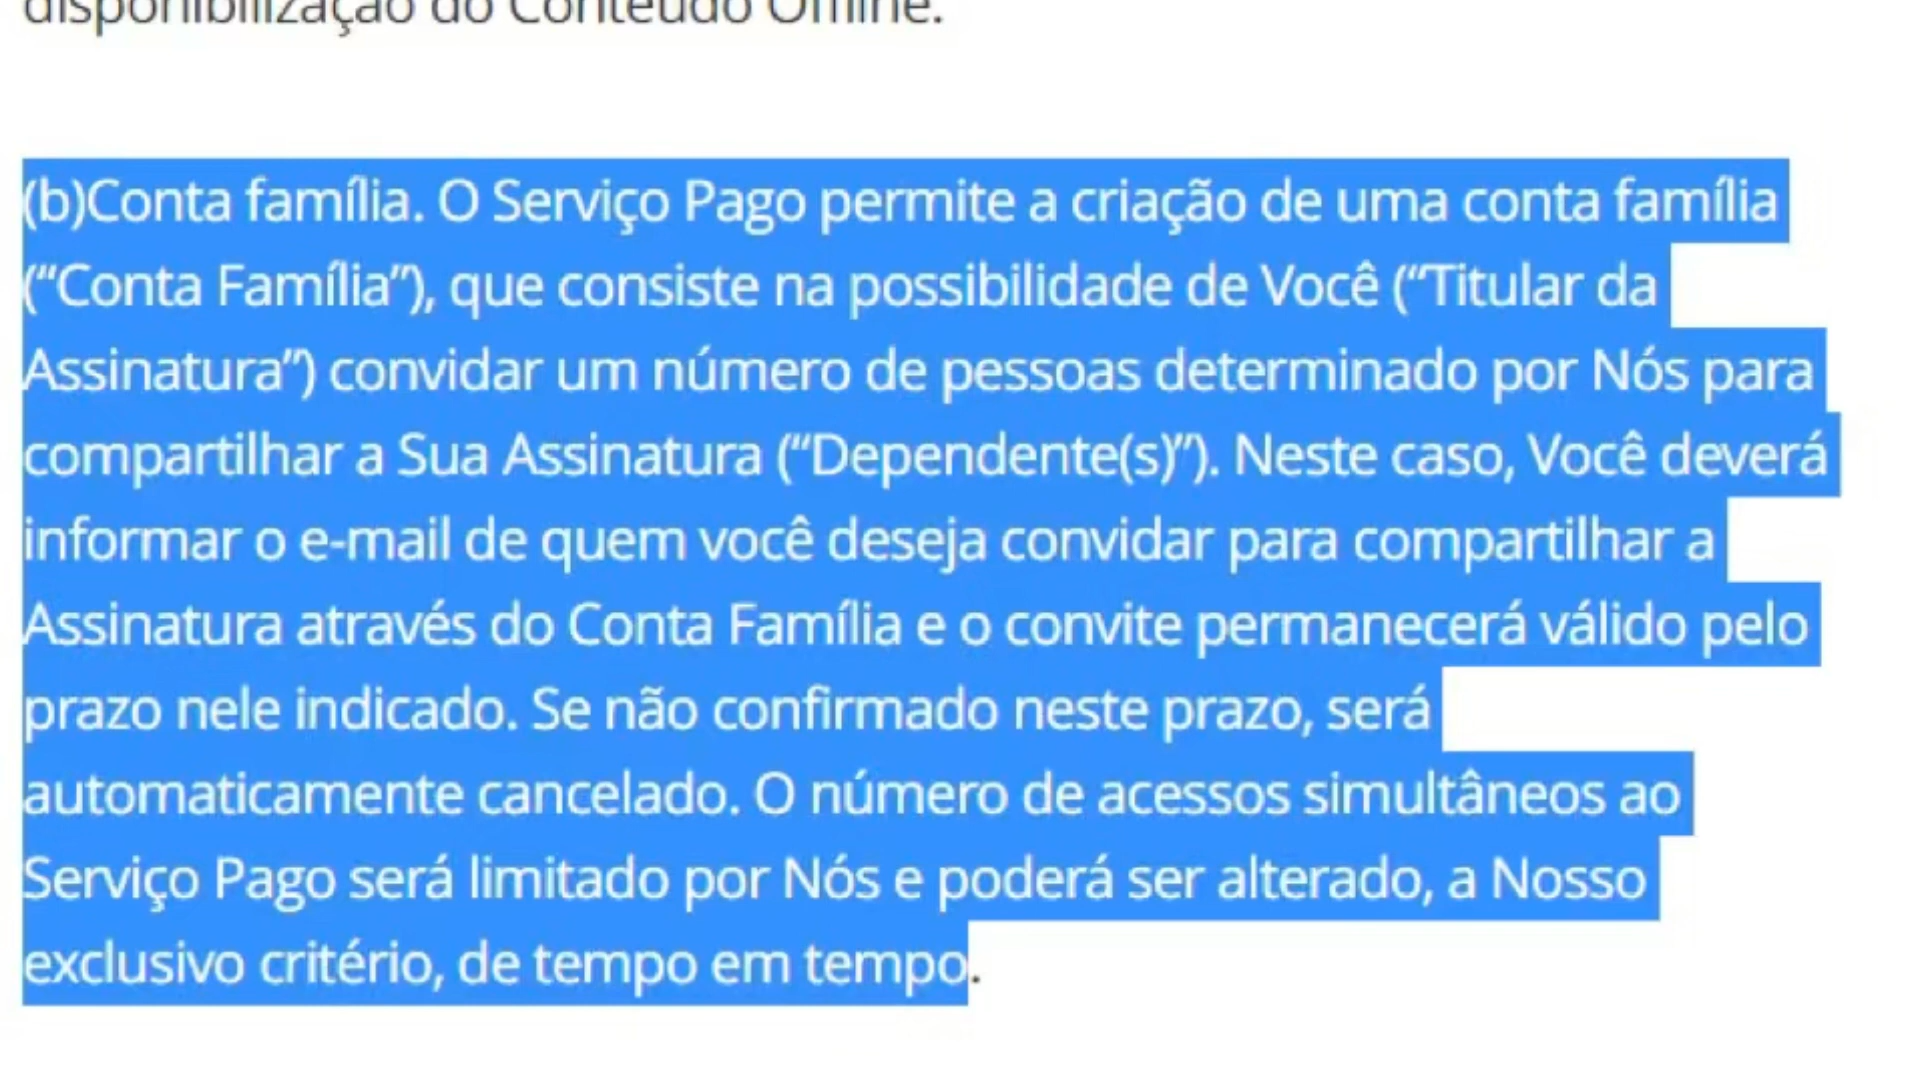 disponibilização do Conteúdo Offline.
(b)Conta família. O Serviço Pago permite a criação de uma conta família
(“Conta Família”), que consiste na possibilidade de Você (“Titular da
Assinatura”) convidar um número de pessoas determinado por Nós para
compartilhar a Sua Assinatura (“Dependente(s)”). Neste caso, Você deverá
informar o e-mail de quem você deseja convidar para compartilhar a
Assinatura através do Conta Família e o convite permanecerá válido pelo
prazo nele indicado. Se não confirmado neste prazo, será
automaticamente cancelado. O número de acessos simultâneos ao
Serviço Pago será limitado por Nós e poderá ser alterado, a Nosso
exclusivo critério, de tempo em tempo.